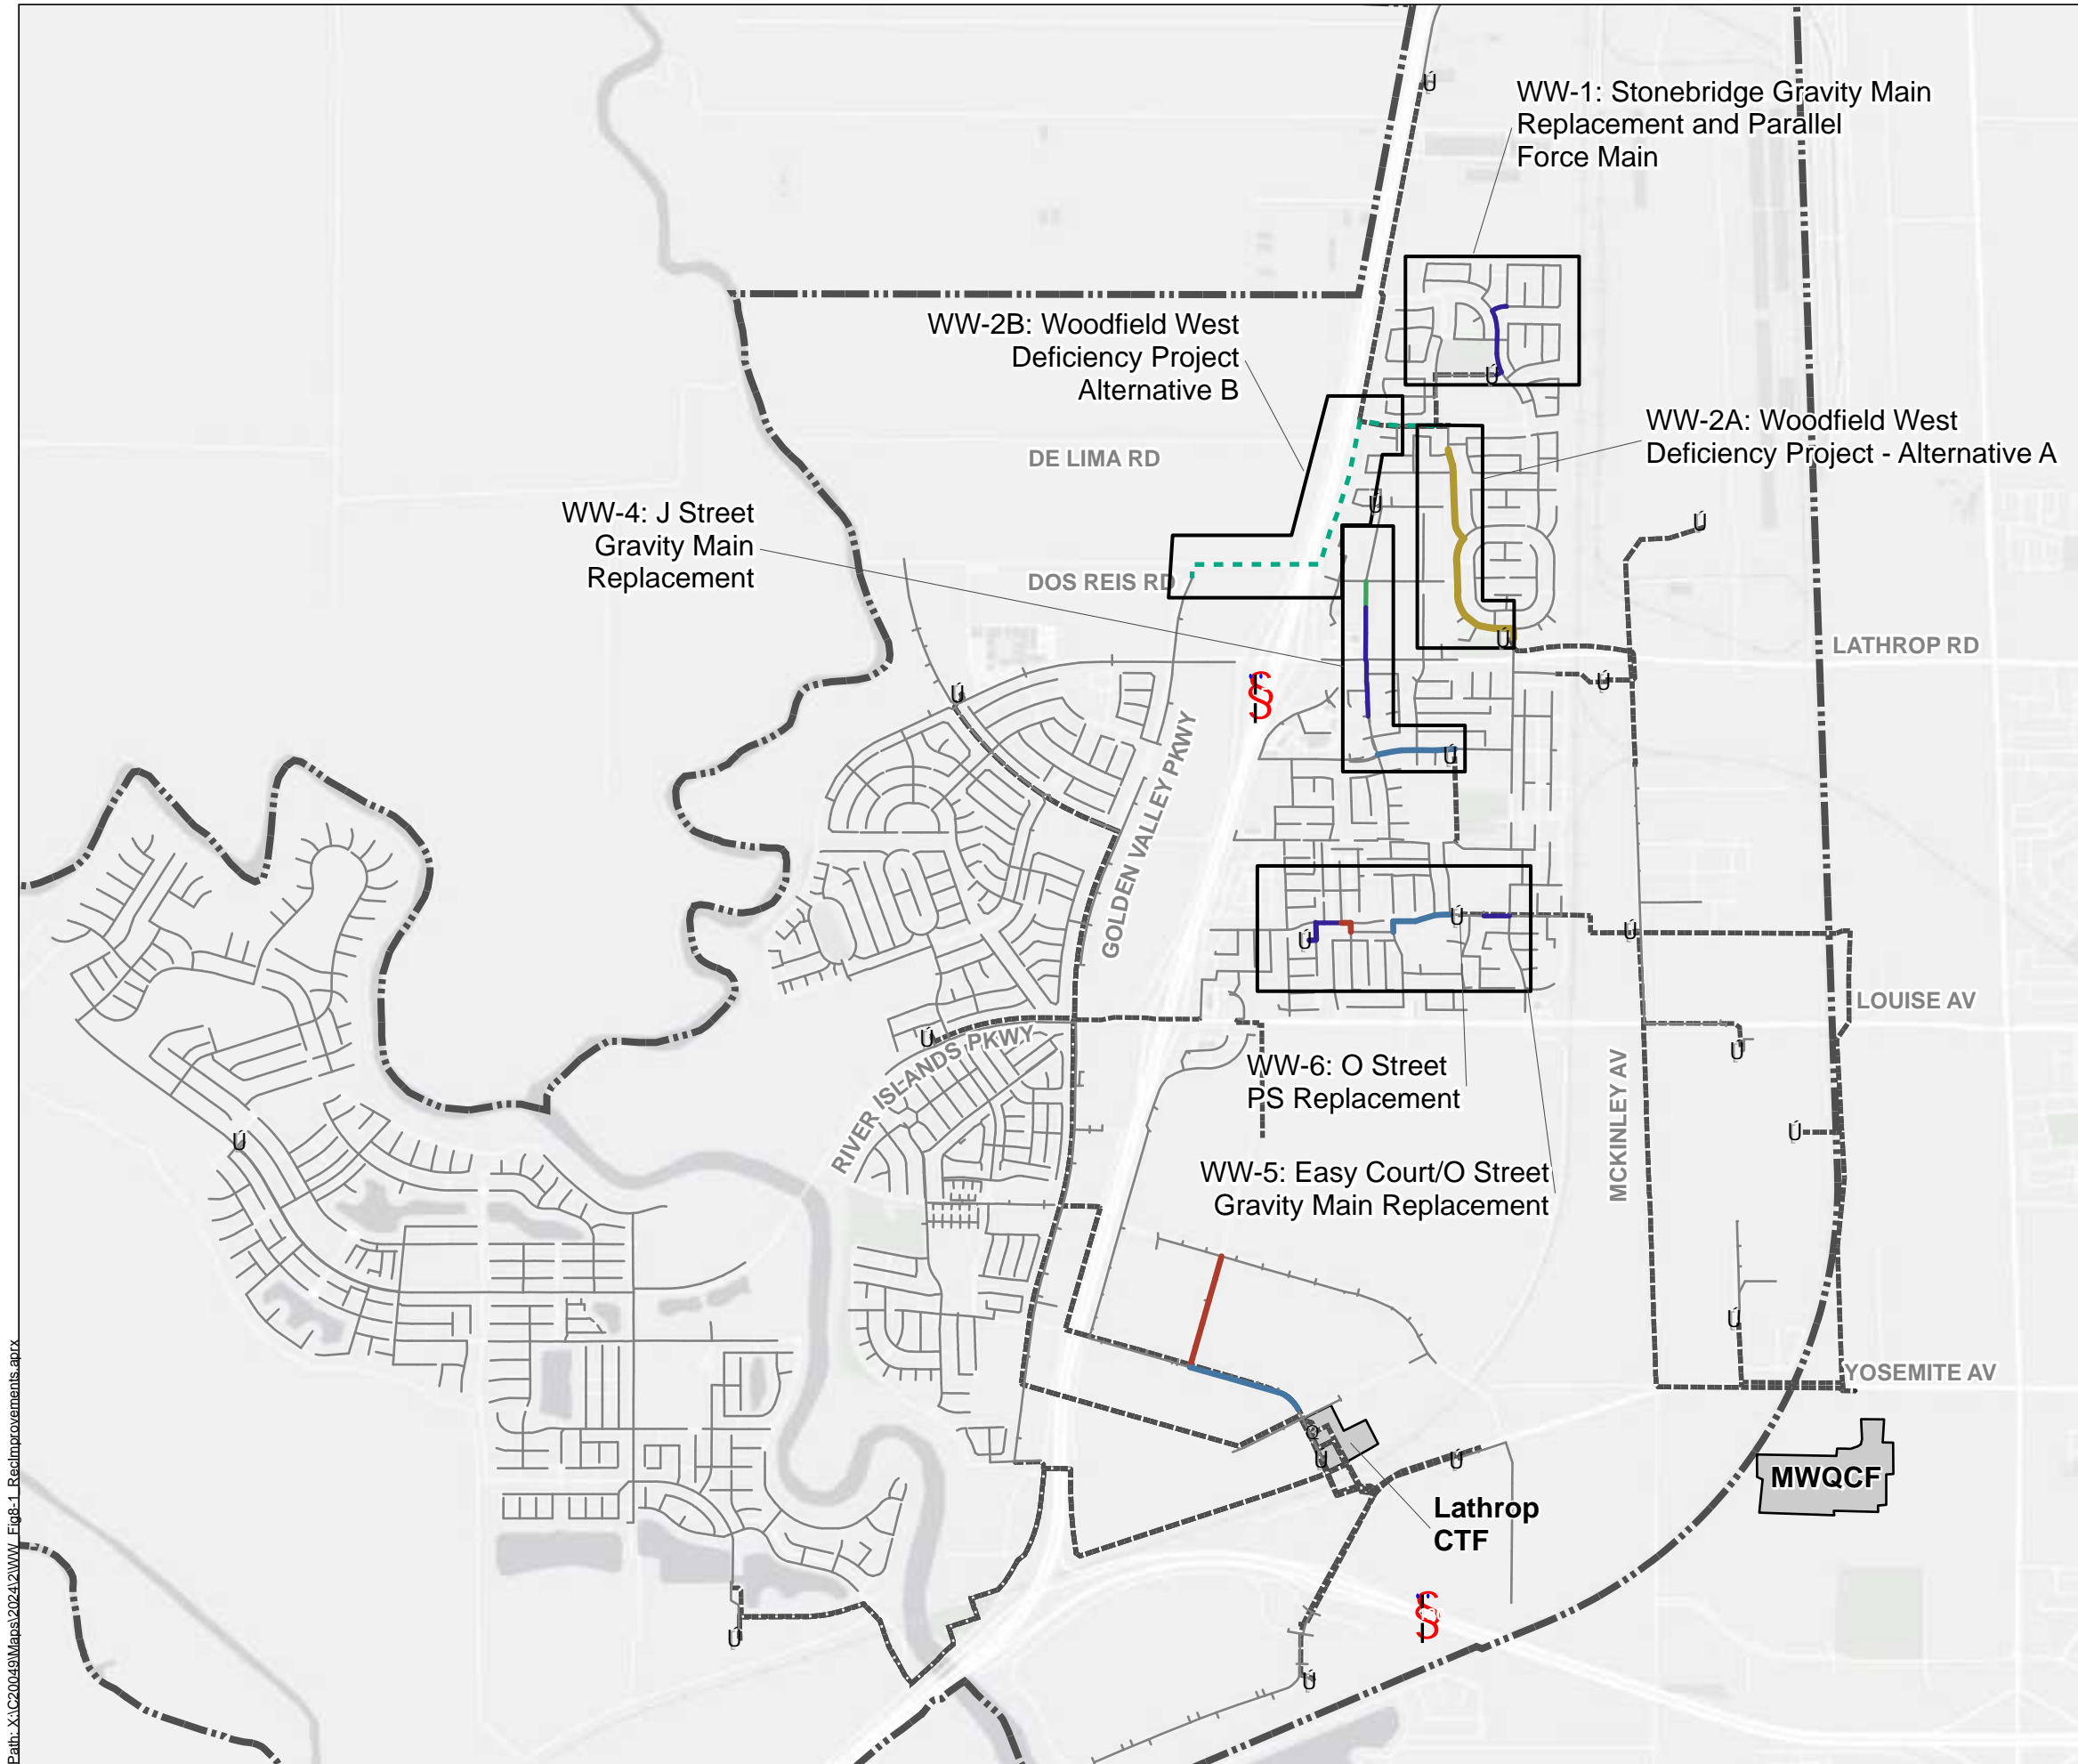 WW-1: Stonebridge Gravity Main
Replacement and Parallel
Force Main
WW-2B: Woodfield West
Deficiency Project
Alternative B
WW-2A: Woodfield West
Deficiency Project - Alternative A
DE LIMA RD
WW-4: J Street
Gravity Main
Replacement
DOS REIS RD
LATHROP RD
GOLDEN VALLEY PKWY
LOUISE AV
RIVER ISLANDS PKWY
WW-6: O Street
PS Replacement
MCKINLEY AV
WW-5: Easy Court/O Street
Gravity Main Replacement
YOSEMITE AV
MWQCF
Lathrop
CTF
Path: X:\C20049\Maps\2024\2\WW_Fig8-1_RecImprovements.aprx